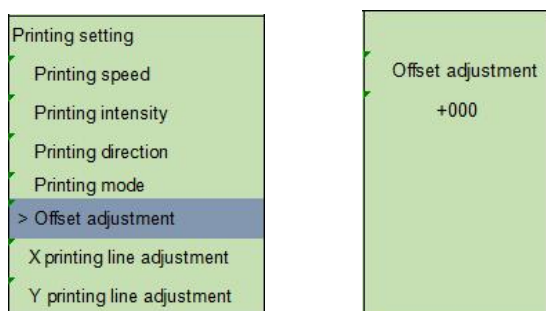 Printing setting
Printing speed
Printing intensity
Printing direction
Printing mode
> Offset adjustment
X printing line adjustment
Y printing line adjustment
Offset adjustment
+000